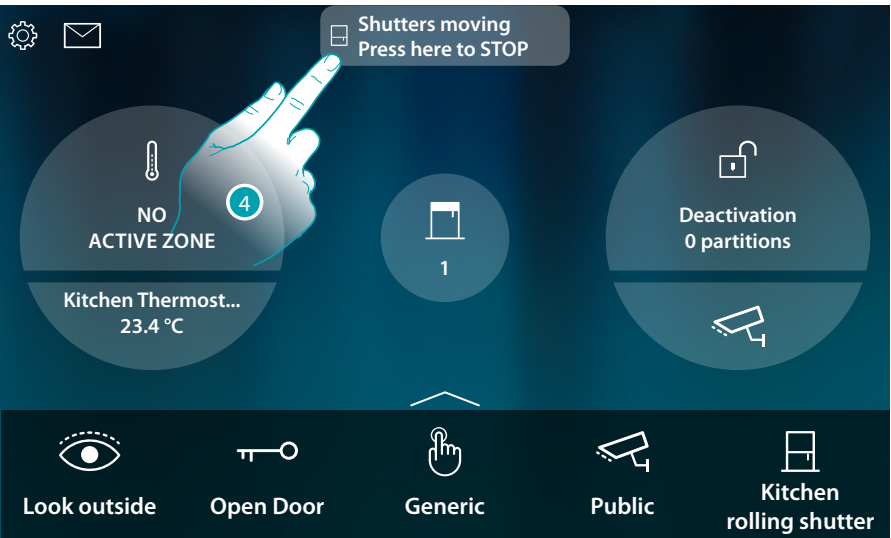 Shutters moving
Press here to STOP
4
NO
ACTIVE ZONE
Kitchen Thermost...
23.4 °C
1
Deactivation
0 partitions
Look outside
Open Door
Generic
Public
Kitchen
rolling shutter